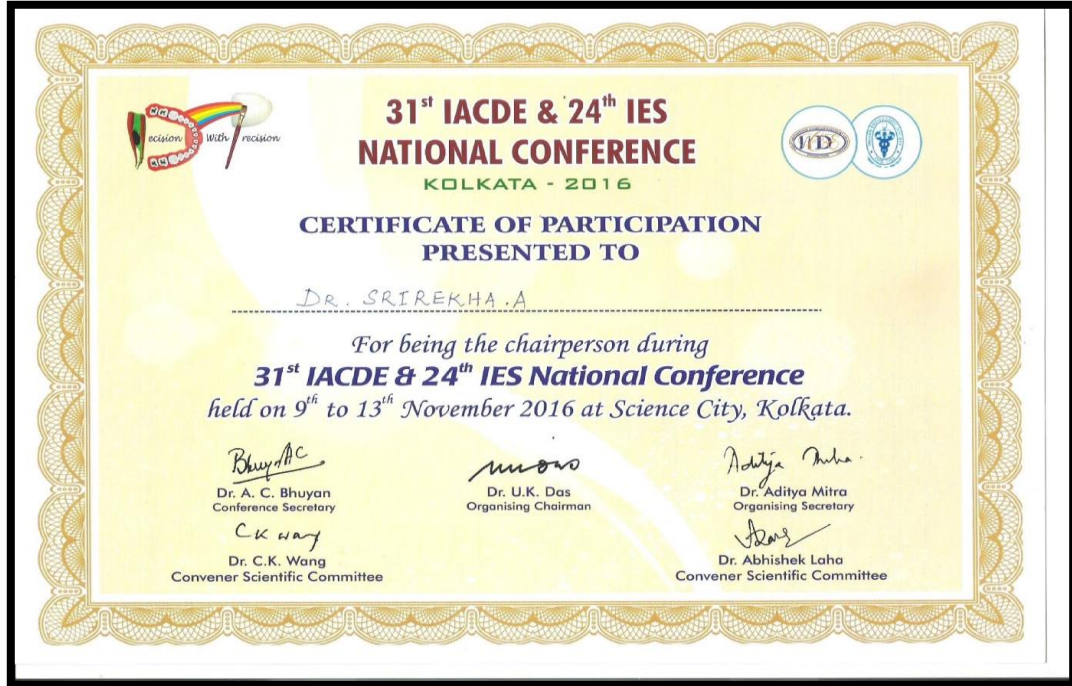 ecision With recision
31st IACDE & 24th IES
NATIONAL CONFERENCE
KOLKATA - 2016
CERTIFICATE OF PARTICIPATION
PRESENTED TO
DR. SRIREKHA.A
For being the chairperson during
31st IACDE & 24th IES National Conference
held on 9th to 13th November 2016 at Science City, Kolkata.
Dr. A. C. Bhuyan
Conference Secretary
Dr. U.K. Das
Organising Chairman
Aditya Mitra
Dr. Aditya Mitra
Organising Secretary
C K Wang
Dr. C.K. Wang
Convener Scientific Committee
Dr. Abhishek Laha
Convener Scientific Committee